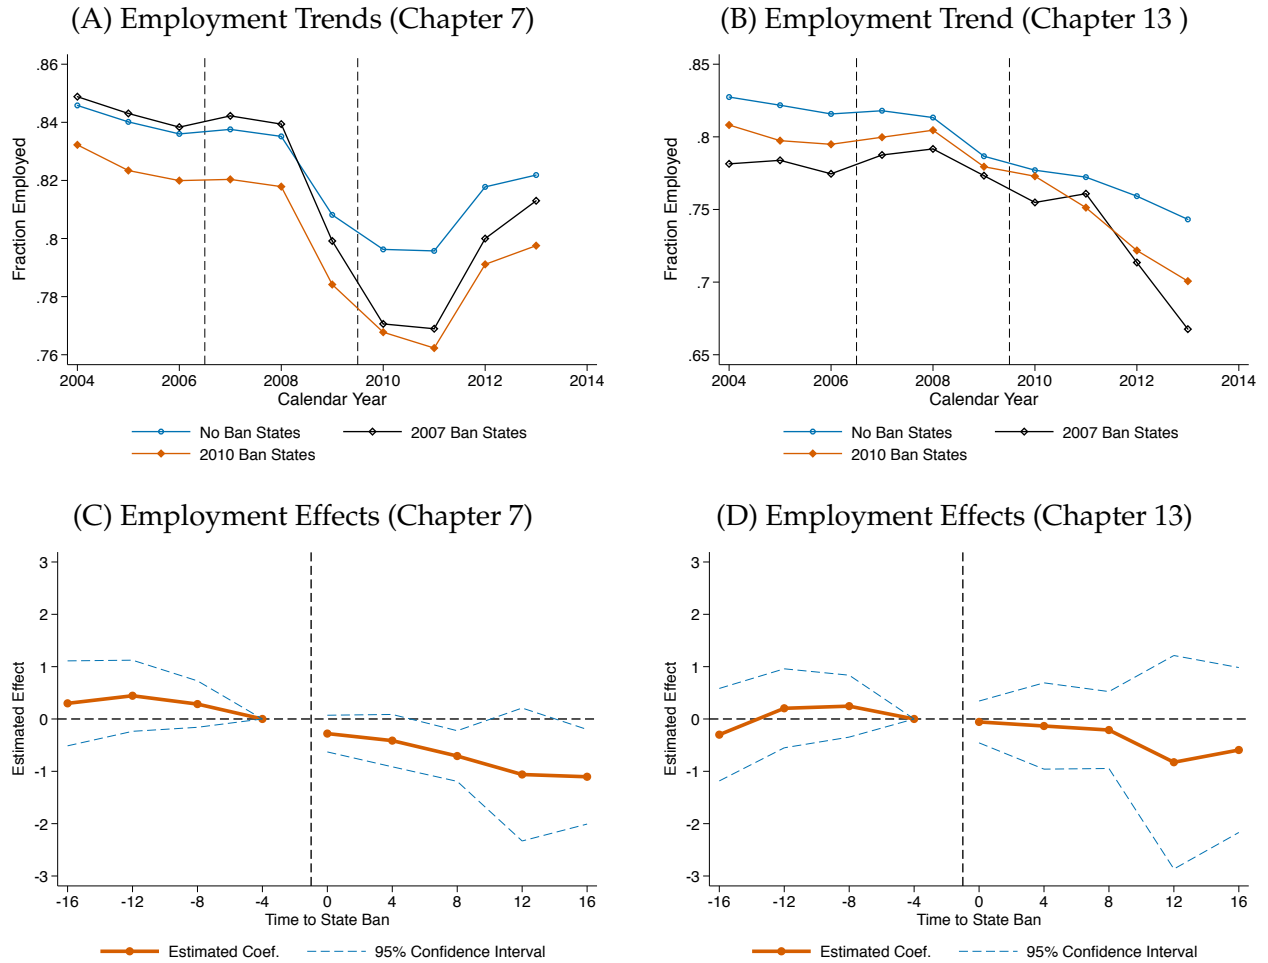 (A) Employment Trends (Chapter 7)
.86
.84
.82
.8
.78
.76
Fraction Employed
2004 2006 2008 2010 2012 2014
Calendar Year
No Ban States 2007 Ban States
2010 Ban States
(B) Employment Trend (Chapter 13 )
.85
.8
.75
.7
.65
Fraction Employed
2004 2006 2008 2010 2012 2014
Calendar Year
No Ban States 2007 Ban States
2010 Ban States
(C) Employment Effects (Chapter 7)
3
2
1
0
-1
-2
-3
Estimated Effect
-16 -12 -8 -4 0 4 8 12 16
Time to State Ban
Estimated Coef. 95% Confidence Interval
(D) Employment Effects (Chapter 13)
3
2
1
0
-1
-2
-3
Estimated Effect
-16 -12 -8 -4 0 4 8 12 16
Time to State Ban
Estimated Coef. 95% Confidence Interval